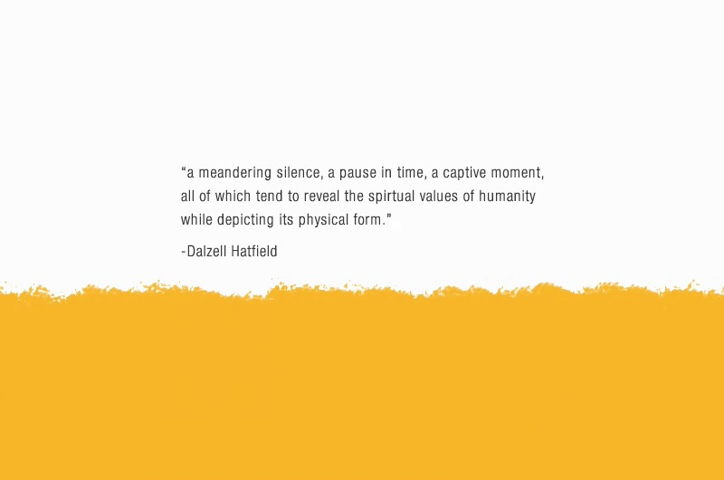 “a meandering silence, a pause in time, a captive moment,
all of which tend to reveal the spirtual values of humanity
while depicting its physical form.”
-Dalzell Hatfield